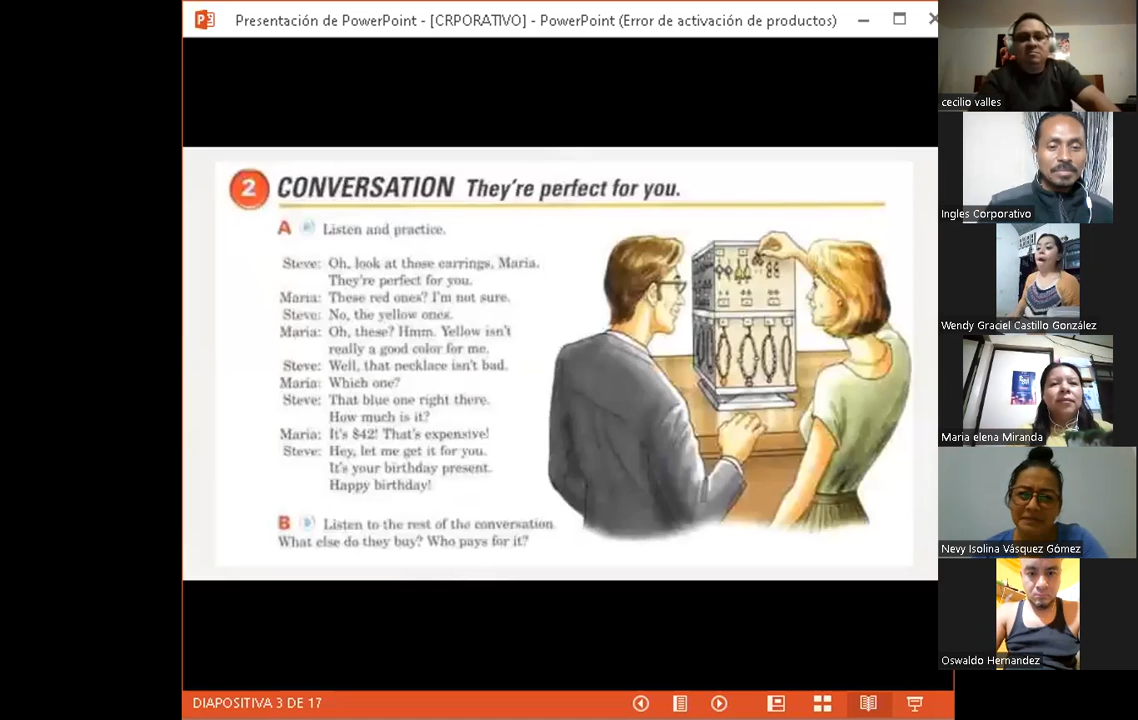 Presentación de PowerPoint - [CRPORATIVO] - PowerPoint (Error de activación de productos)
2 CONVERSATION They're perfect for you.
A Listen and practice.
Steve: Oh, look at those earrings, Maria.
They're perfect for you.
Maria: These red ones? I'm not sure.
Steve: No, the yellow ones.
Maria: Oh, these? Hmm. Yellow isn't
really a good color for me.
Steve: Well, that necklace isn't bad.
Maria: Which one?
Steve: That blue one right there.
How much is it?
Maria: It's $42! That's expensive!
Steve: Hey, let me get it for you.
It's your birthday present.
Happy birthday!
B Listen to the rest of the conversation.
What else do they buy? Who pays for it?
DIAPOSITIVA 3 DE 17
cecilio valles
Ingles Corporativo
Wendy Graciel Castillo González
Maria elena Miranda
Nevy Isolina Vásquez Gómez
Oswaldo Hernandez